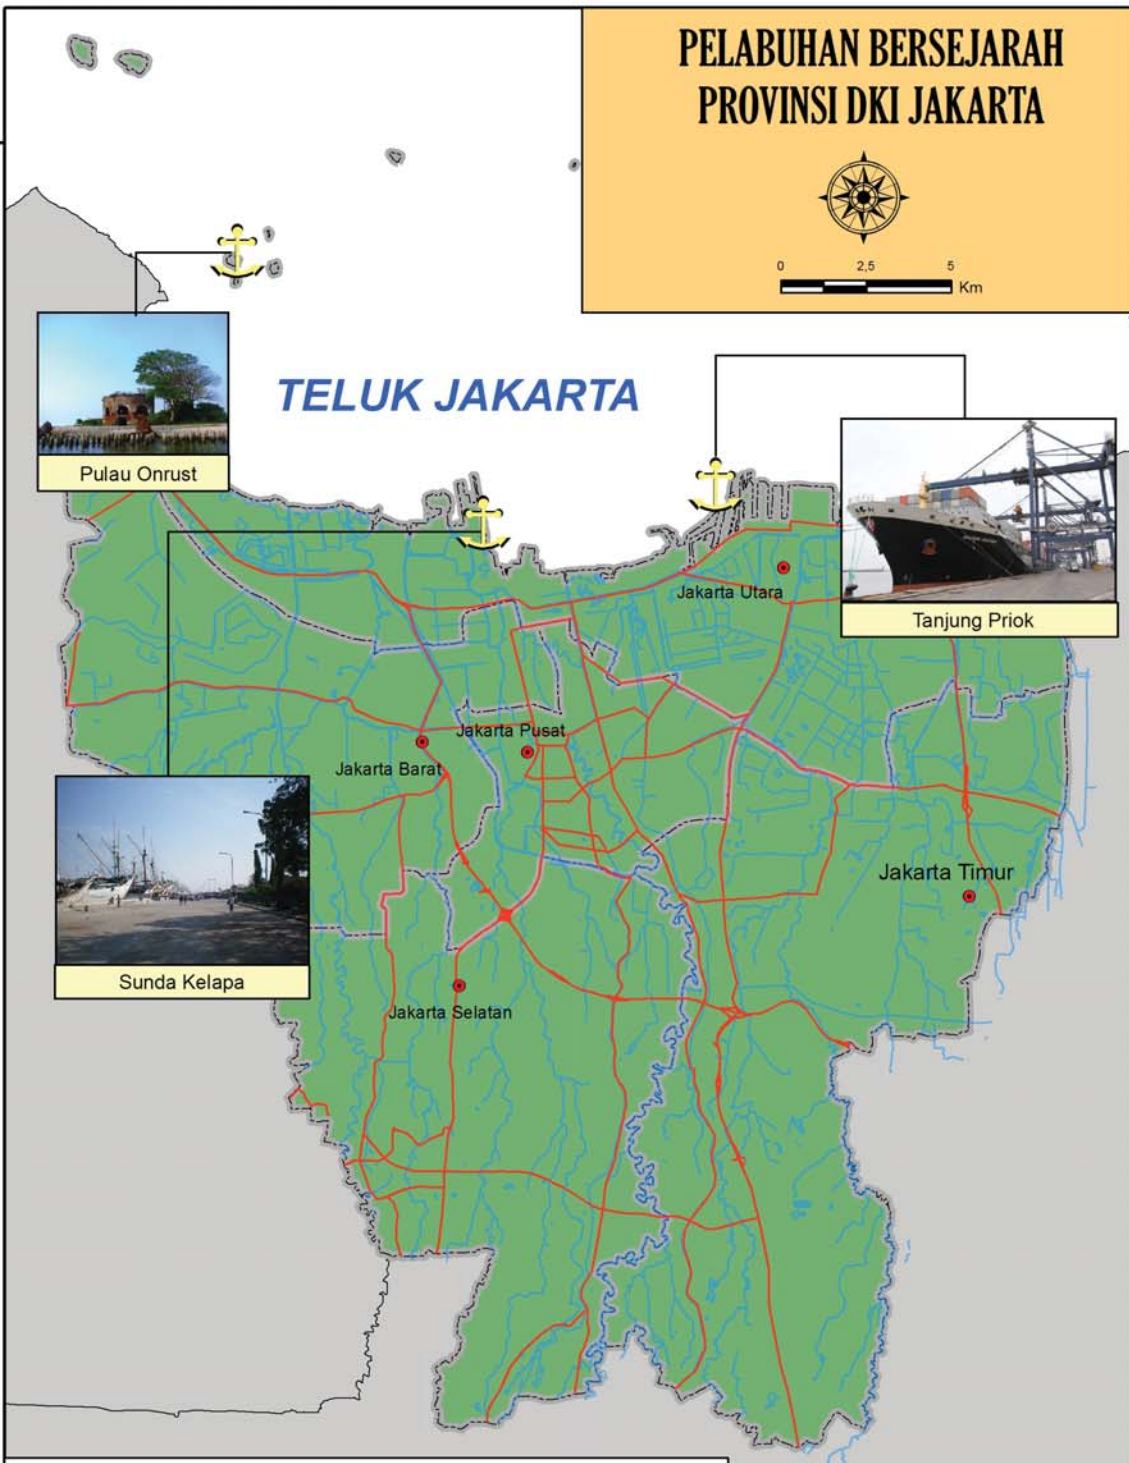 PELABUHAN BERSEJARAH
PROVINSI DKI JAKARTA
0 2,5 5
Km
TELUK JAKARTA
Pulau Onrust
Tanjung Priok
Jakarta Utara
Jakarta Pusat
Jakarta Barat
Jakarta Timur
Sunda Kelapa
Jakarta Selatan